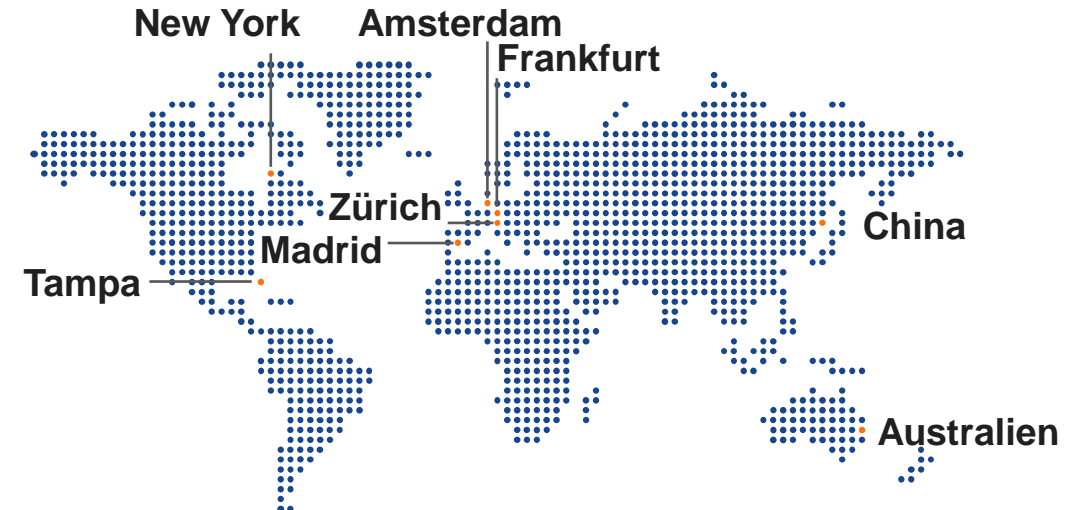 New York
Amsterdam
Frankfurt
Zürich
Madrid
China
Tampa
Australien